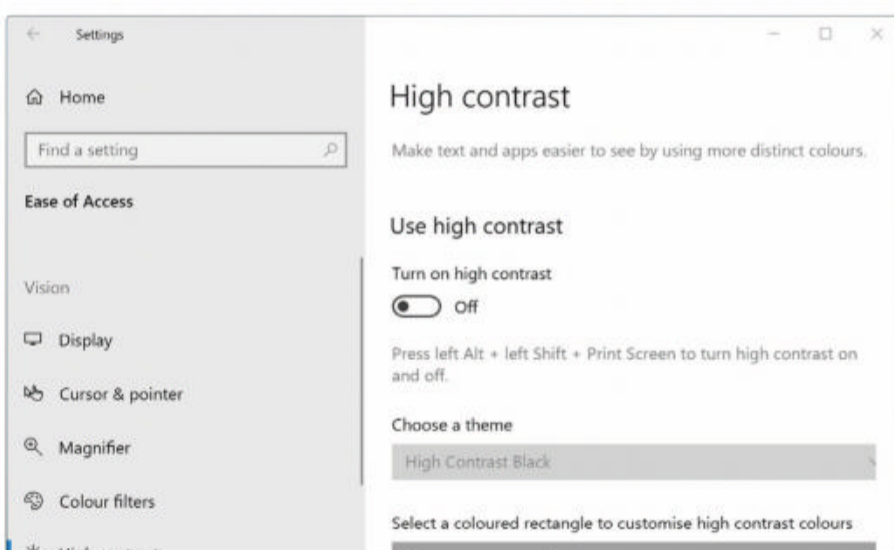 Settings
Home
Find a setting
Ease of Access
Vision
Display
Cursor & pointer
Magnifier
Colour filters
High contrast
Make text and apps easier to see by using more distinct colours.
Use high contrast
Turn on high contrast
Off
Press left Alt + left Shift + Print Screen to turn high contrast on
and off.
Choose a theme
High Contrast Black
Select a coloured rectangle to customise high contrast colours